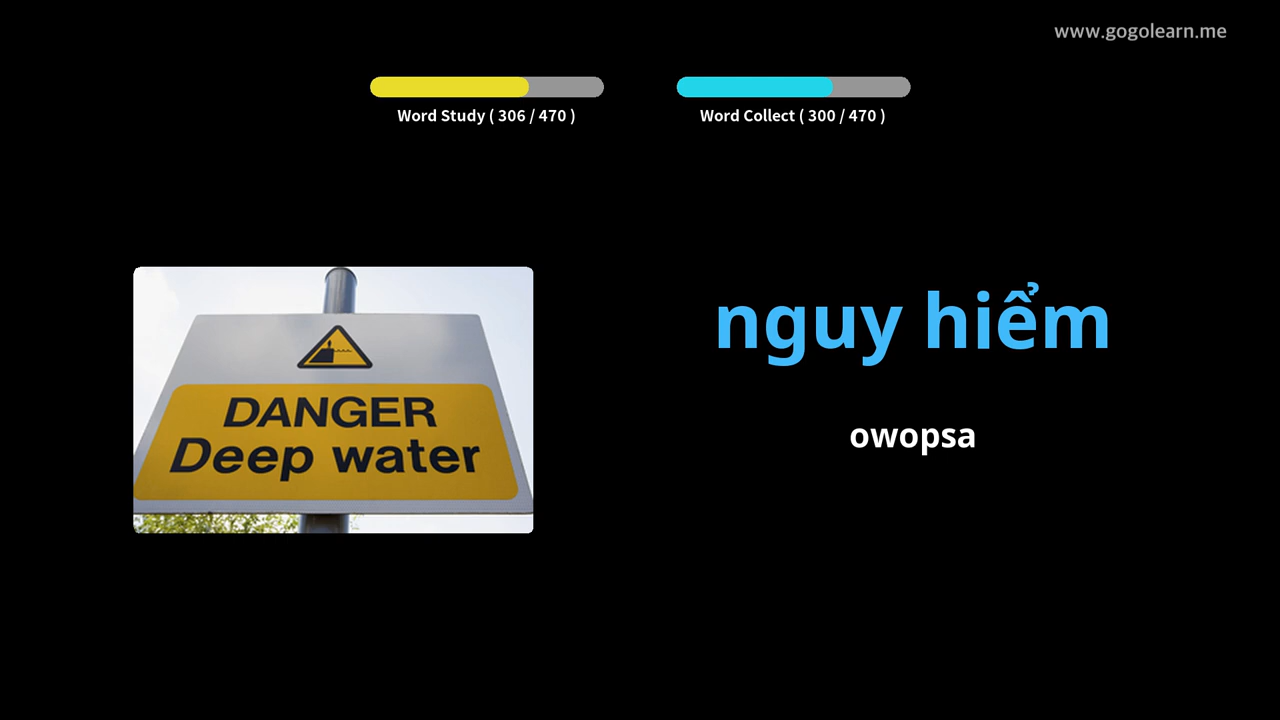 www.gogolearn.me
Word Study ( 306 / 470 )
Word Collect ( 300 / 470 )
DANGER
Deep water
nguy hiểm
owopsa